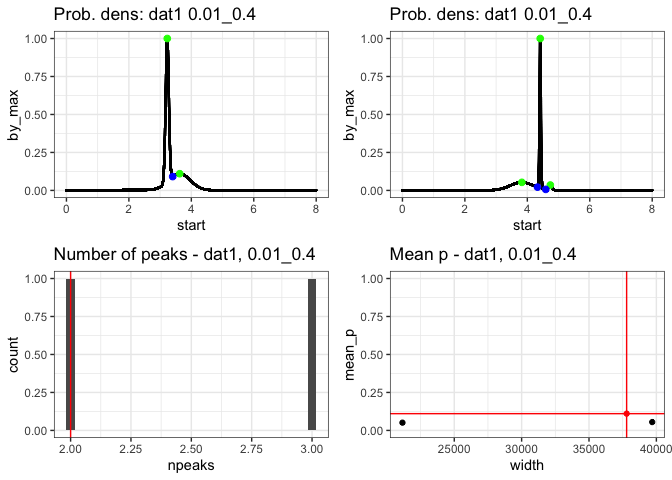 Prob. dens: dat1 0.01_0.4
1.00
0.75
0.50
0.25
0.00
by_max
0 2 4 6 8
start
Prob. dens: dat1 0.01_0.4
1.00
0.75
0.50
0.25
0.00
by_max
0 2 4 6 8
start
Number of peaks - dat1, 0.01_0.4
1.00
0.75
0.50
0.25
0.00
count
2.00 2.25 2.50 2.75 3.00
npeaks
Mean p - dat1, 0.01_0.4
1.00
0.75
0.50
0.25
0.00
mean_p
25000 30000 35000 40000
width